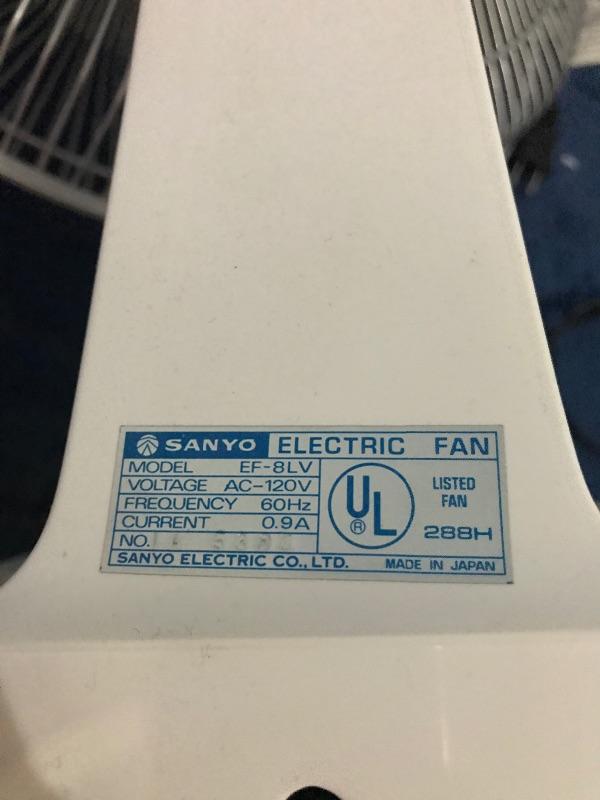 SANYO ELECTRIC FAN
MODEL EF-8LV
VOLTAGE AC-120V
FREQUENCY 60Hz
CURRENT 0.9A
NO.
UL ®
LISTED
FAN
288H
SANYO ELECTRIC CO., LTD. MADE IN JAPAN